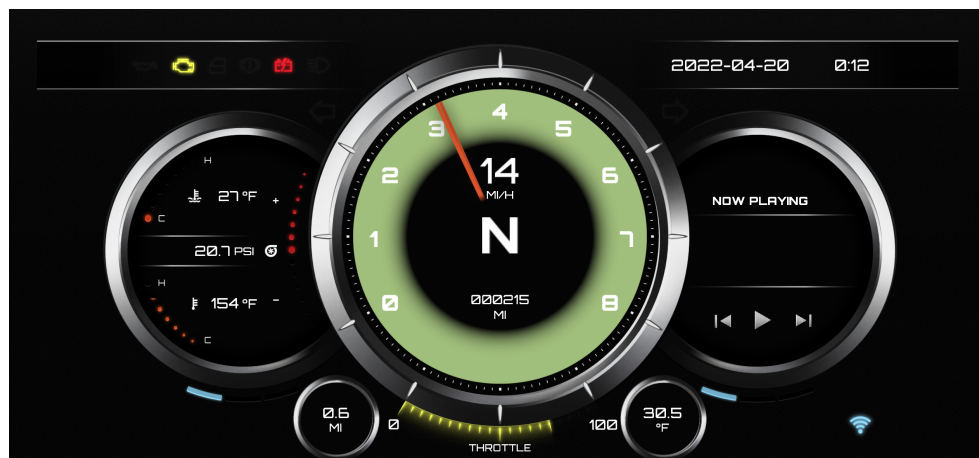 2022-04-20 0:12
H
27 °F
+
C
20.7 PSI
H
154 °F
-
C
0 1 2 3 4 5 6 7 8
14
MI/H
N
000215
MI
NOW PLAYING
0.6
MI
0 100
THROTTLE
30.5
°F